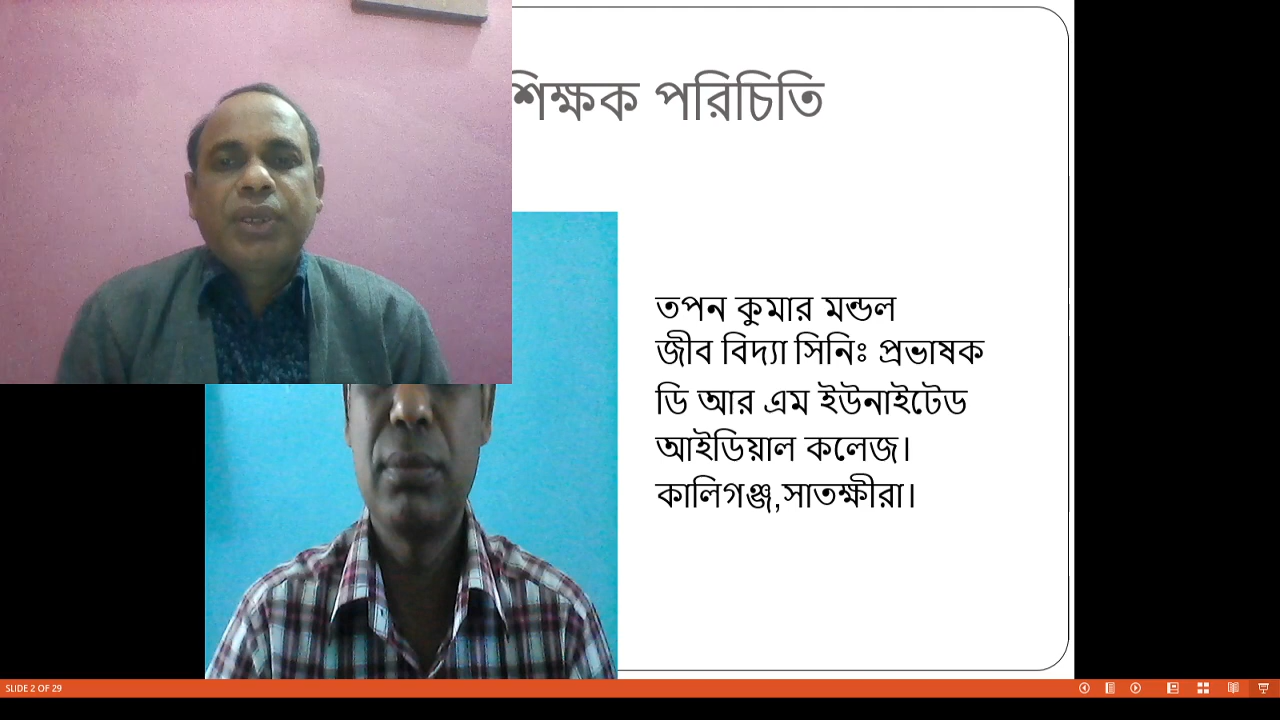 শিক্ষক পরিচিতি
তপন কুমার মন্ডল
জীব বিদ্যা সিনিঃ প্রভাষক
ডি আর এম ইউনাইটেড
আইডিয়াল কলেজ।
কালিগঞ্জ,সাতক্ষীরা।
SLIDE 2 OF 29